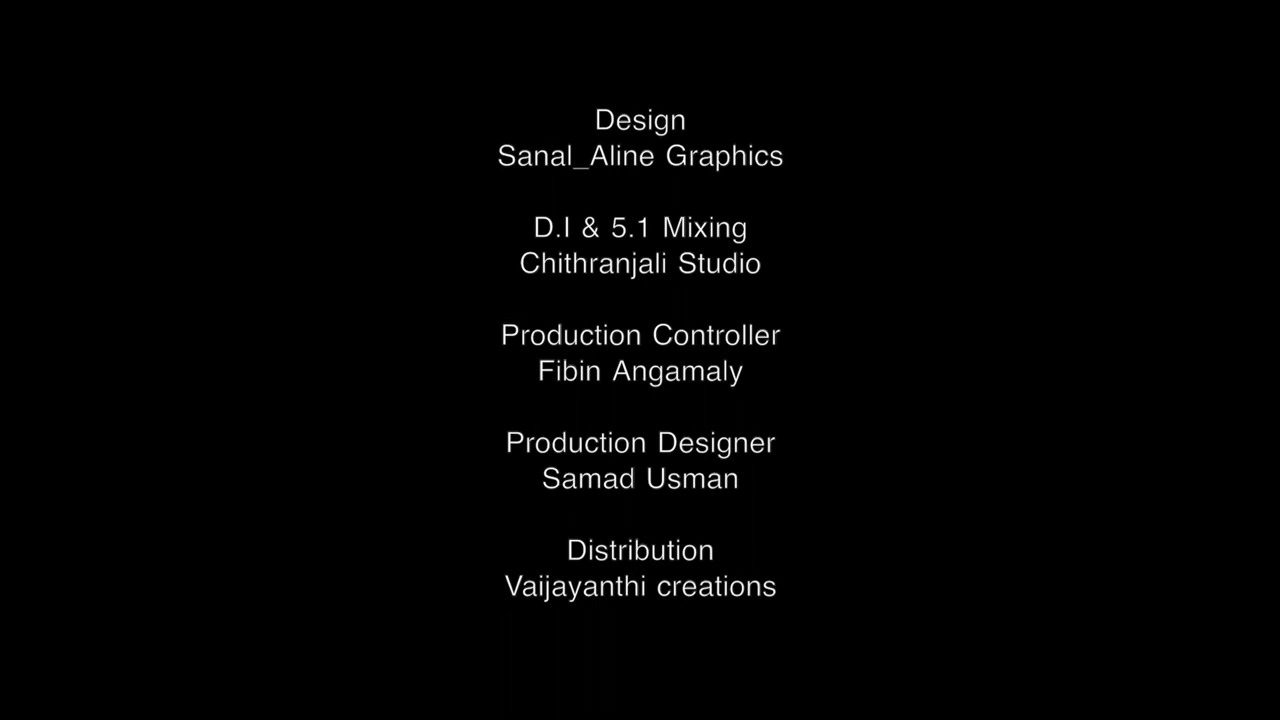 Design
Sanal_Aline Graphics
D.I & 5.1 Mixing
Chithranjali Studio
Production Controller
Fibin Angamaly
Production Designer
Samad Usman
Distribution
Vaijayanthi creations